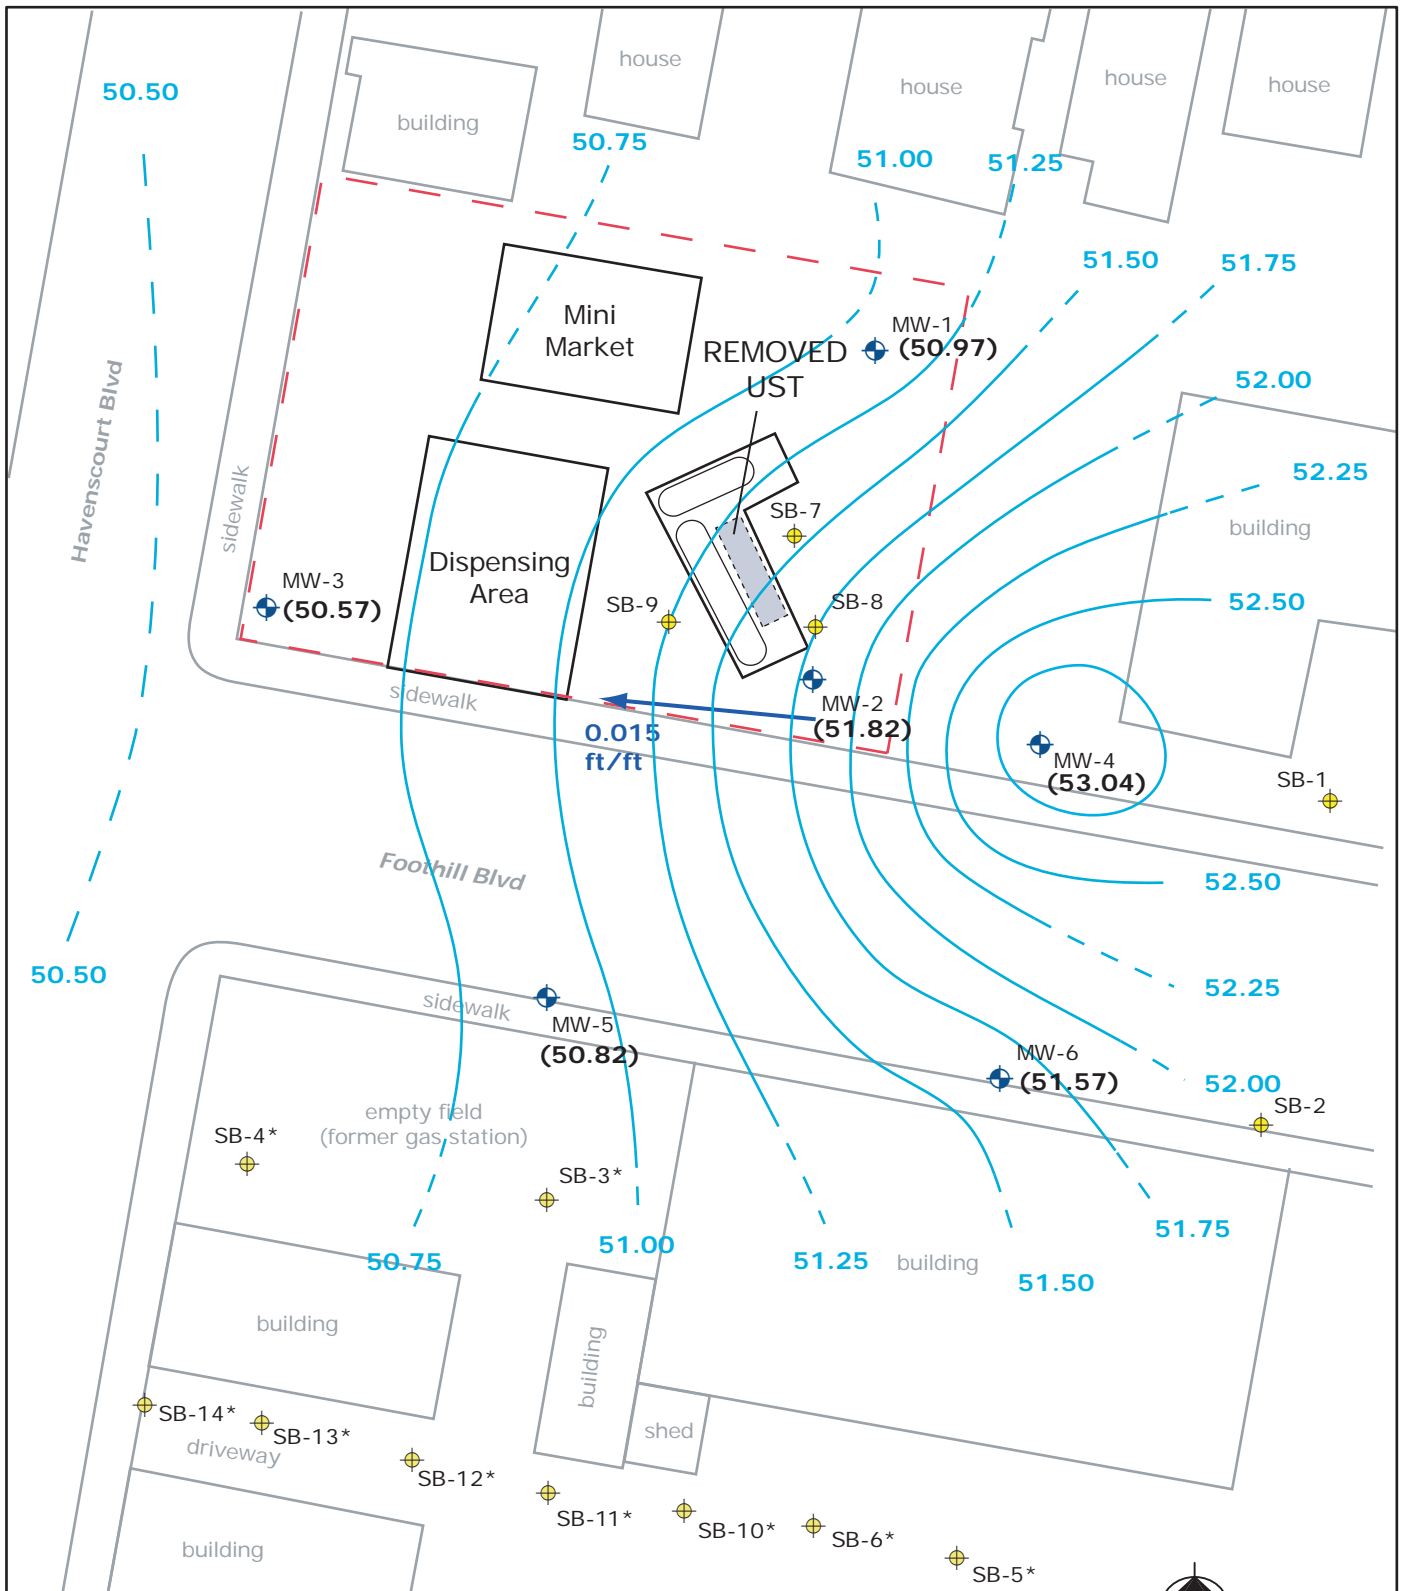 house
house
house
house
50.50
building
50.75
51.00
51.25
51.50
51.75
Mini
Market
MW-1
(50.97)
REMOVED
UST
Havenscourt Blvd
sidewalk
52.00
52.25
building
SB-7
Dispensing
Area
MW-3
(50.57)
SB-9
SB-8
52.50
sidewalk
MW-2
(51.82)
0.015
ft/ft
MW-4
(53.04)
SB-1
Foothill Blvd
52.50
50.50
sidewalk
52.25
MW-5
(50.82)
MW-6
(51.57)
52.00
SB-2
empty field
(former gas station)
SB-4*
SB-3*
50.75
51.00
51.25
building
51.50
51.75
building
building
shed
SB-14*
SB-13*
driveway
SB-12*
SB-11*
SB-10*
SB-6*
SB-5*
building